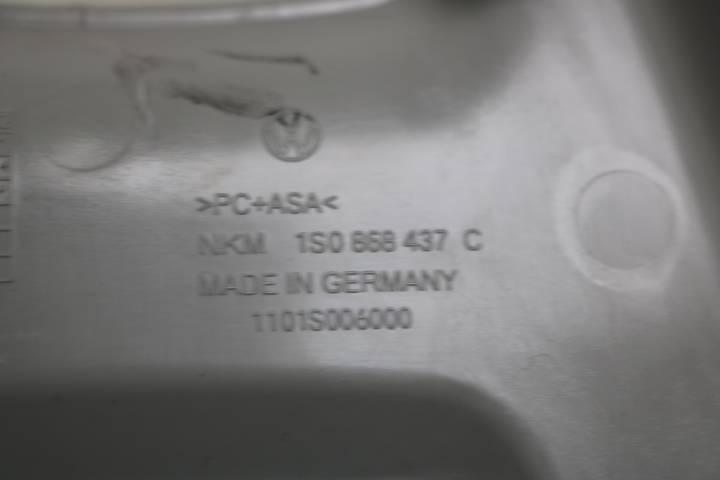 >PC+ASA<
NKM 1S0 868 437 C
MADE IN GERMANY
1101S006000